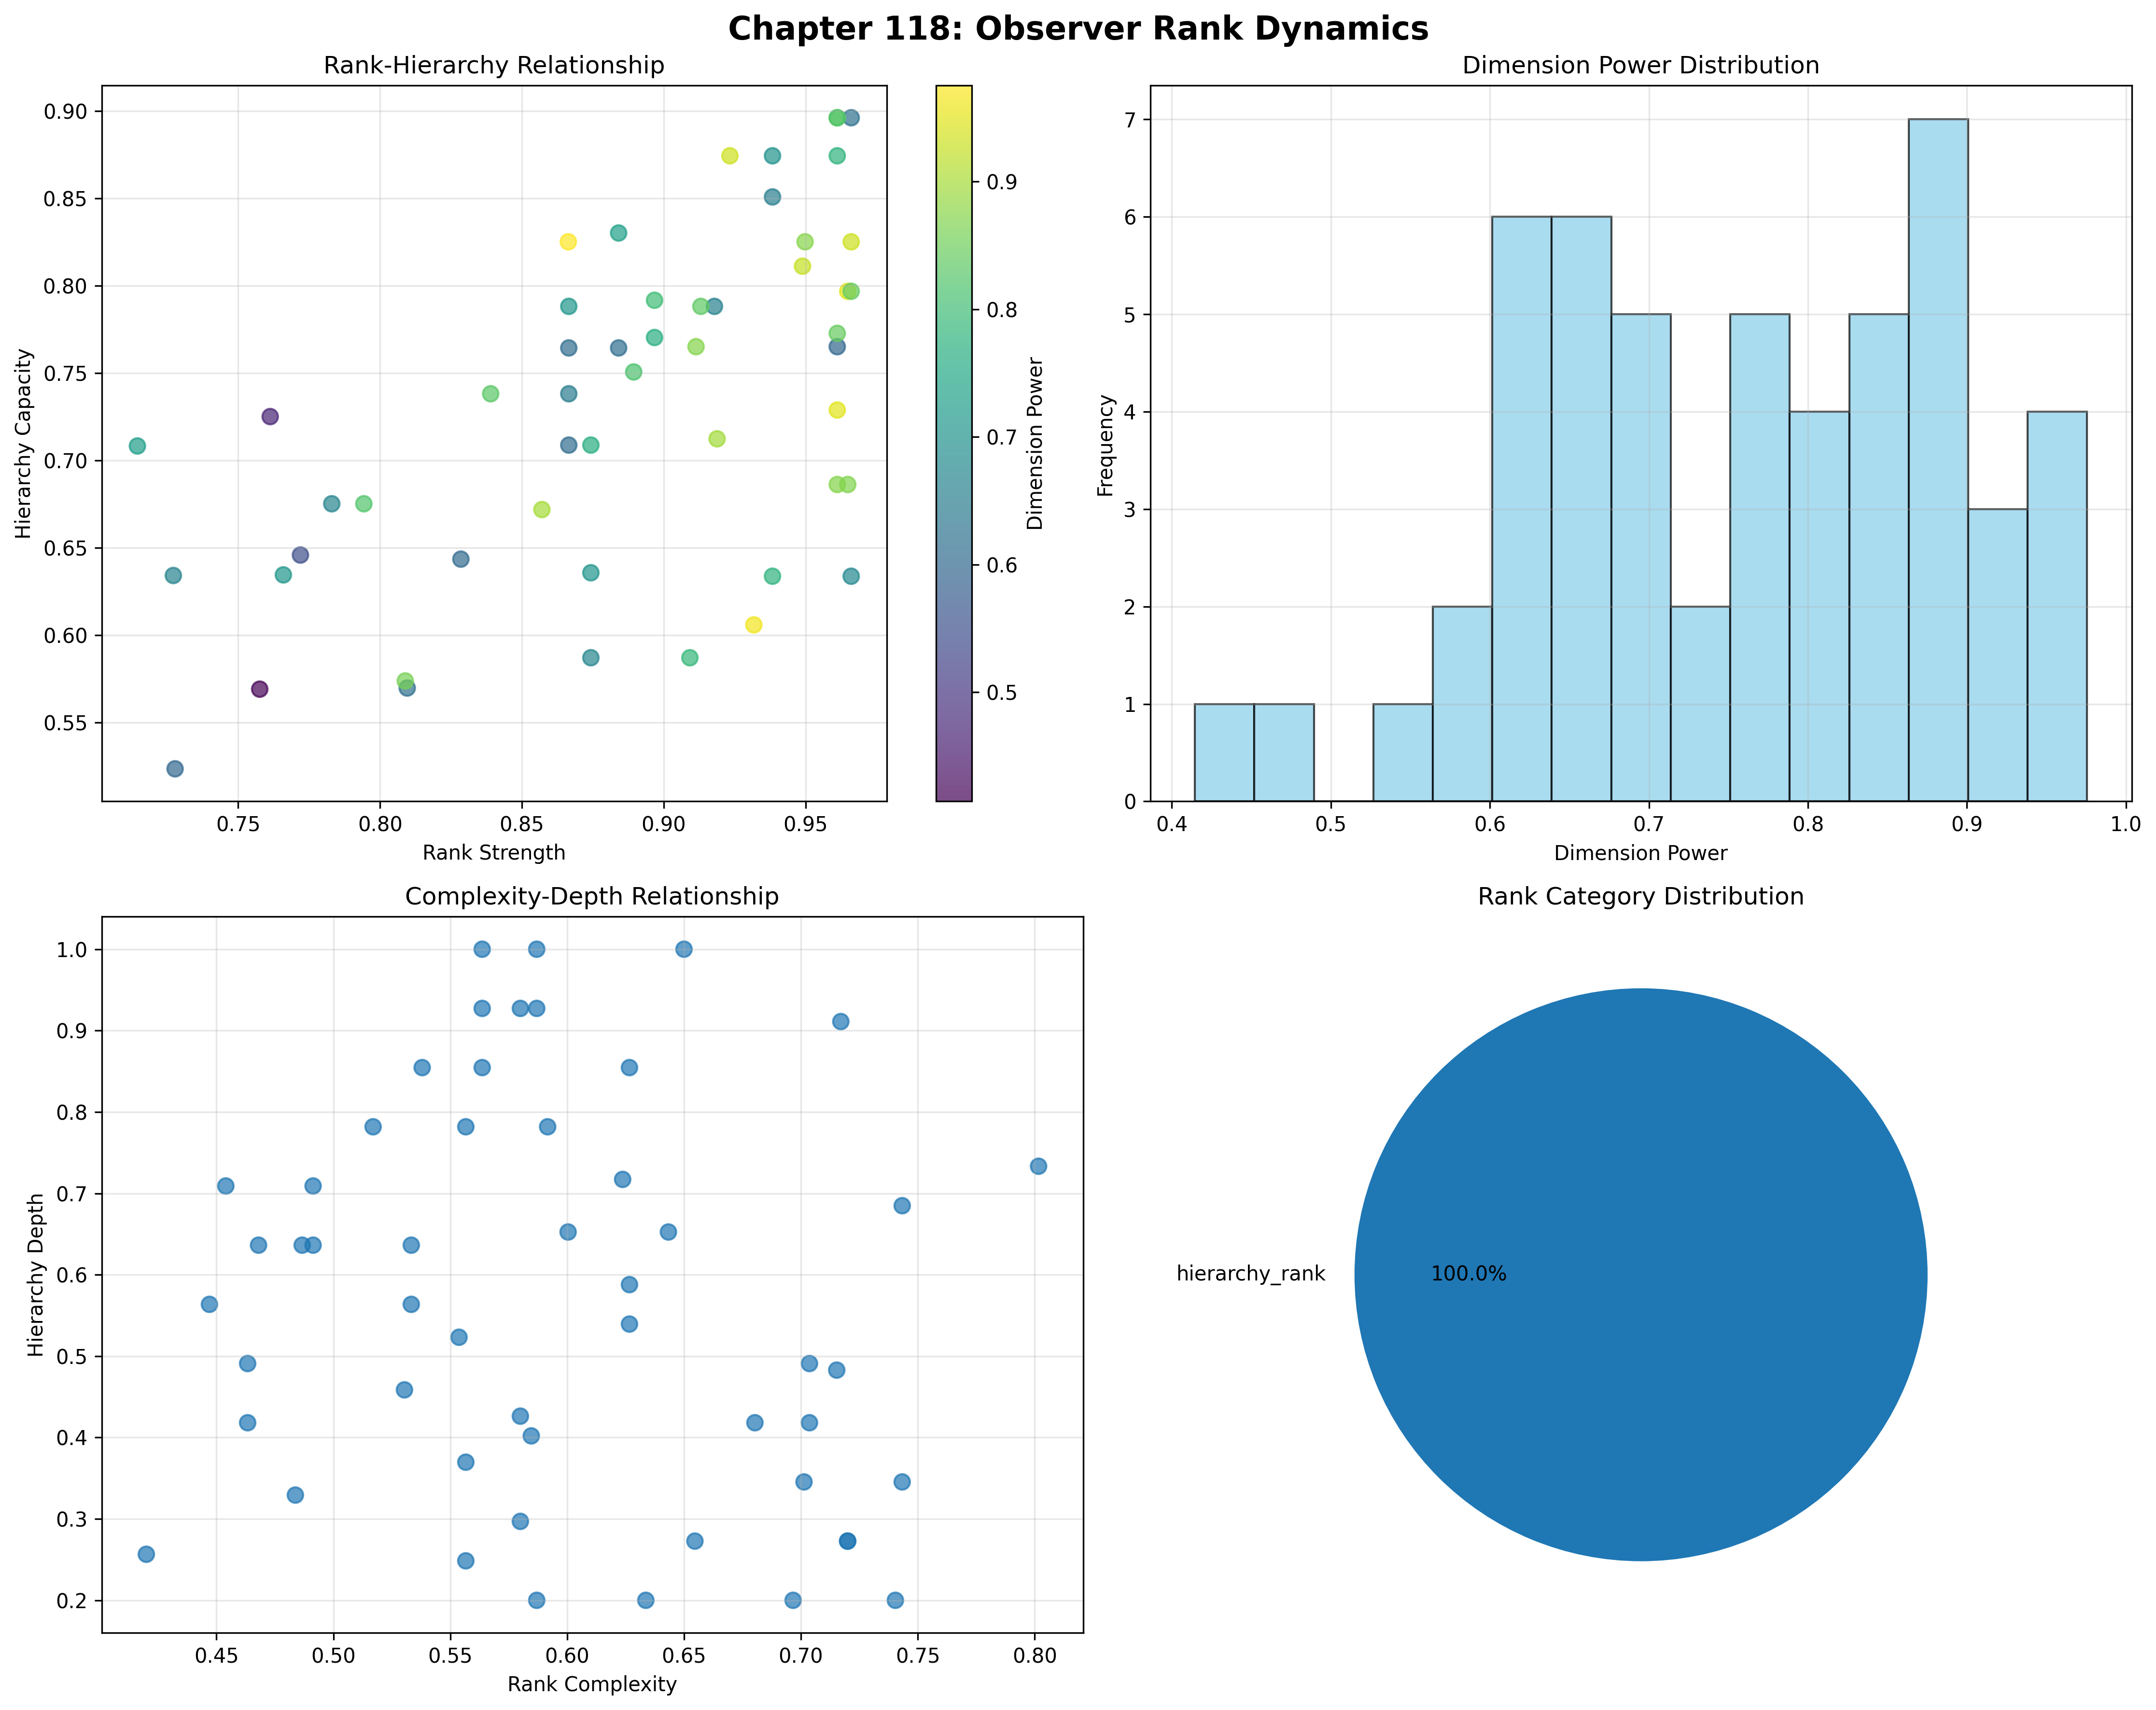 Chapter 118: Observer Rank Dynamics
Rank-Hierarchy Relationship
0.90
0.85
0.80
0.75
0.70
0.65
0.60
0.55
Hierarchy Capacity
0.75 0.80 0.85 0.90 0.95
Rank Strength
0.9
0.8
0.7
0.6
0.5
Dimension Power
Dimension Power Distribution
7
6
5
4
3
2
1
0
Frequency
0.4 0.5 0.6 0.7 0.8 0.9 1.0
Dimension Power
Complexity-Depth Relationship
1.0
0.9
0.8
0.7
0.6
0.5
0.4
0.3
0.2
Hierarchy Depth
0.45 0.50 0.55 0.60 0.65 0.70 0.75 0.80
Rank Complexity
Rank Category Distribution
hierarchy_rank
100.0%